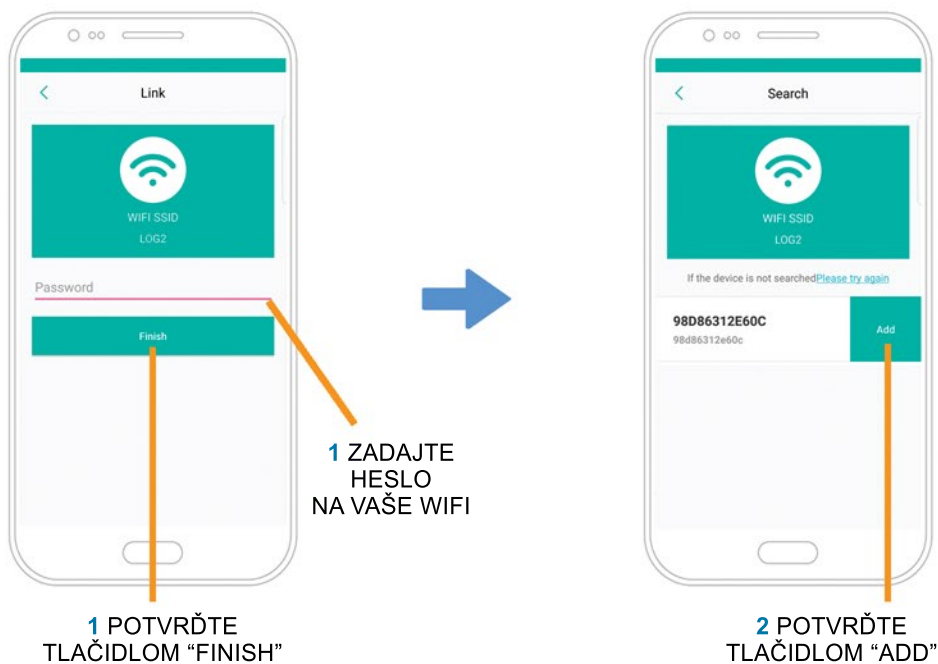 Link
WIFI SSID
LOG2
Password
Finish
1 ZADAJTE
HESLO
NA VAŠE WIFI
1 POTVRĎTE
TLAČIDLOM “FINISH”
Search
WIFI SSID
LOG2
If the device is not searchedPlease try again
98D86312E60C
98d86312e60c
Add
2 POTVRĎTE
TLAČIDLOM “ADD”